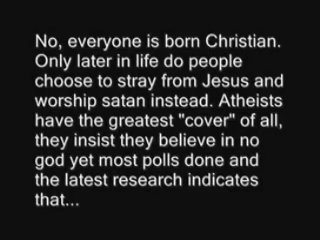 No, everyone is born Christian.
Only later in life do people
choose to stray from Jesus and
worship satan instead. Atheists
have the greatest "cover" of all,
they insist they believe in no
god yet most polls done and
the latest research indicates
that...